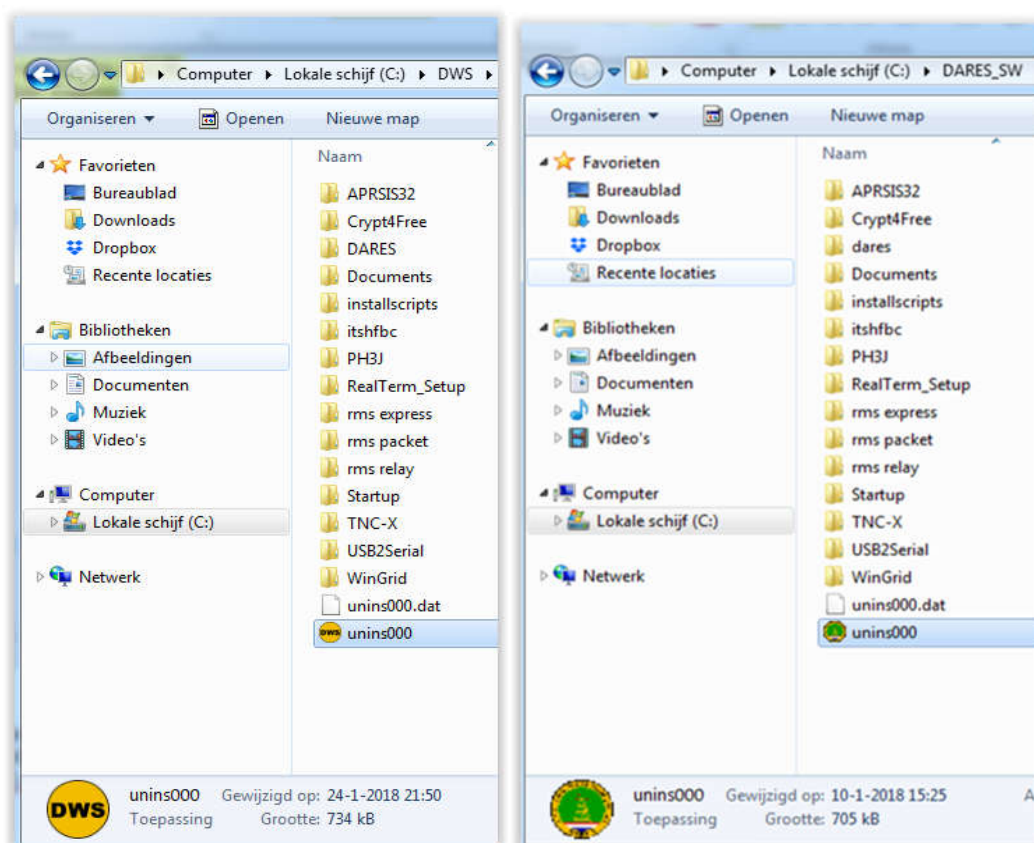 Computer ▸ Lokale schijf (C:) ▸ DWS ▸
Organiseren Openen Nieuwe map
Favorieten
Bureaublad
Downloads
Dropbox
Recente locaties
Bibliotheken
Afbeeldingen
Documenten
Muziek
Video's
Computer
Lokale schijf (C:)
Netwerk
Naam
APRSIS32
Crypt4Free
DARES
Documents
installscripts
itshfbc
PH3J
RealTerm_Setup
rms express
rms packet
rms relay
Startup
TNC-X
USB2Serial
WinGrid
unins000.dat
DWS unins000
DWS
unins000 Gewijzigd op: 24-1-2018 21:50
Toepassing Grootte: 734 kB
Computer ▸ Lokale schijf (C:) ▸ DARES_SW
Organiseren Openen Nieuwe map
Favorieten
Bureaublad
Downloads
Dropbox
Recente locaties
Bibliotheken
Afbeeldingen
Documenten
Muziek
Video's
Computer
Lokale schijf (C:)
Netwerk
Naam
APRSIS32
Crypt4Free
dares
Documents
installscripts
itshfbc
PH3J
RealTerm_Setup
rms express
rms packet
rms relay
Startup
TNC-X
USB2Serial
WinGrid
unins000.dat
unins000
unins000 Gewijzigd op: 10-1-2018 15:25 A
Toepassing Grootte: 705 kB